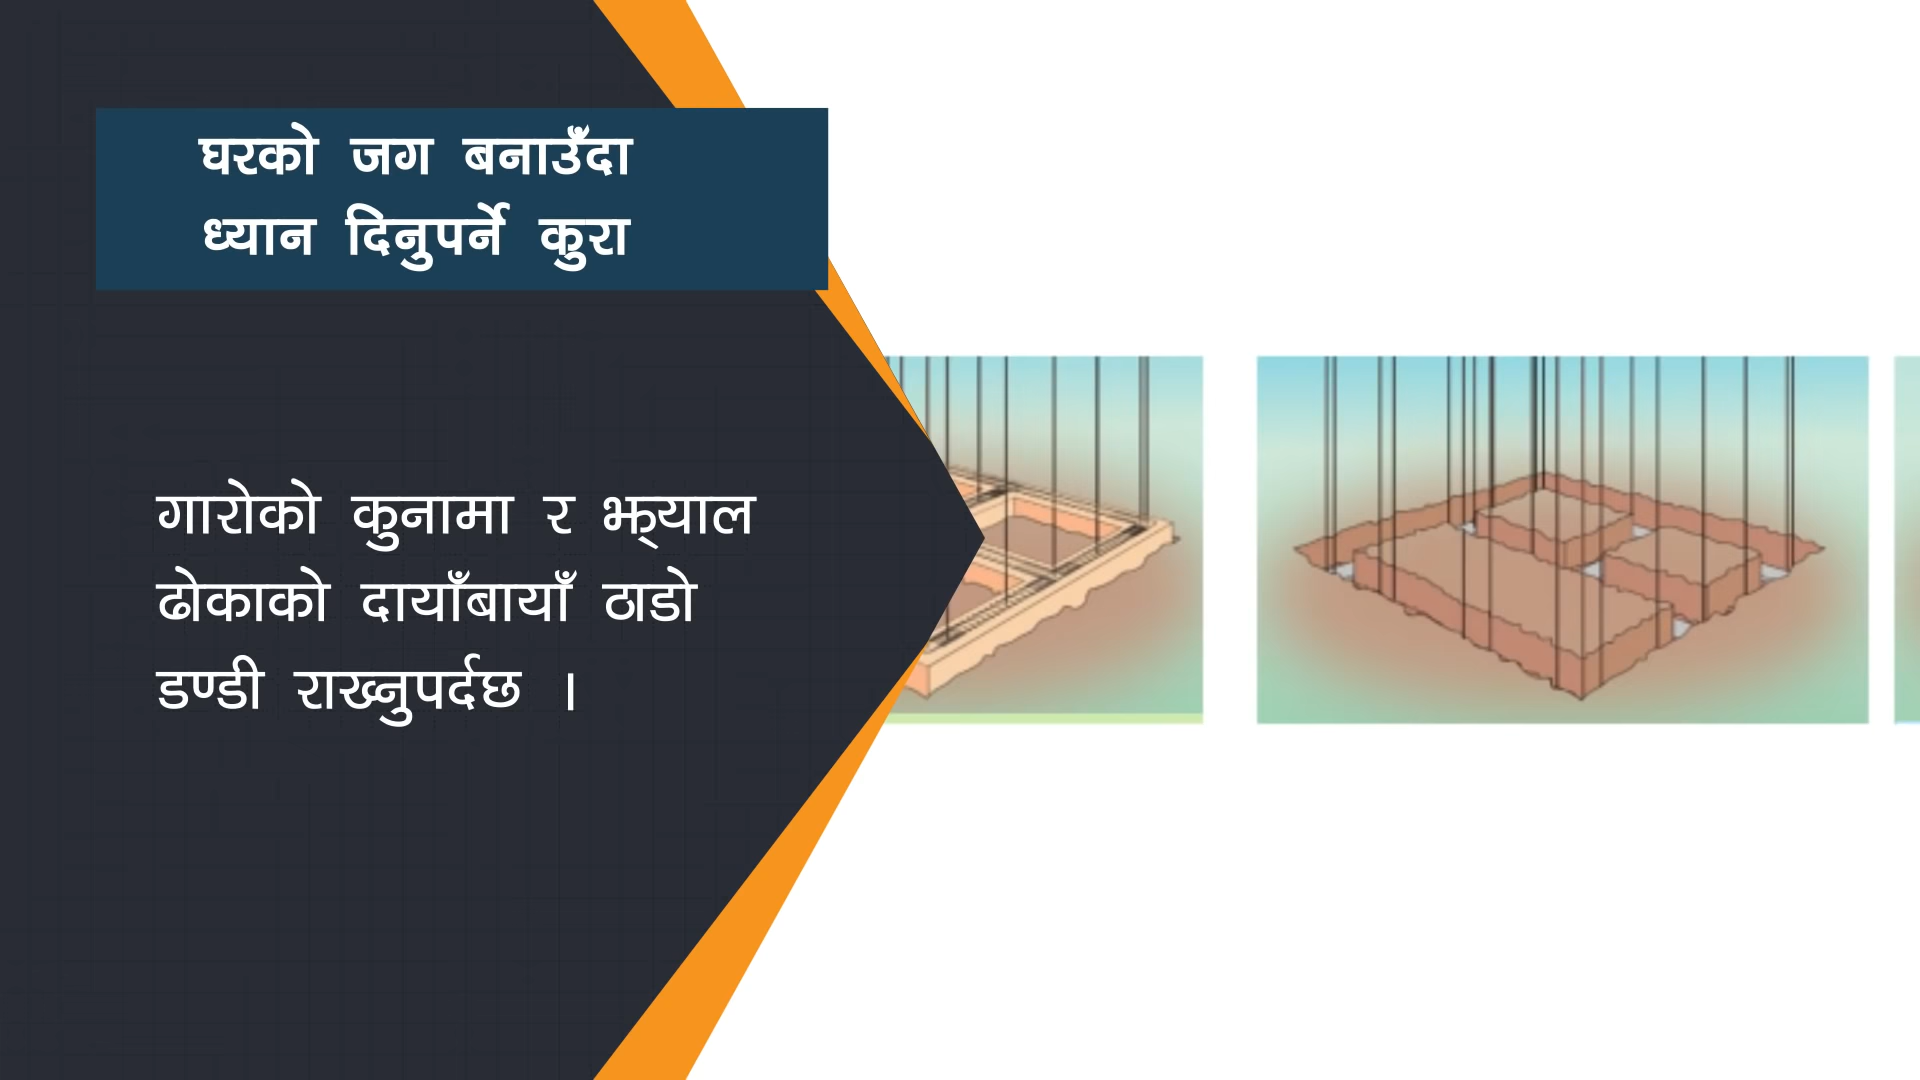 घरको जग बनाउँदा
ध्यान दिनुपर्ने कुरा
गारोको कुनामा र झ्याल
ढोकाको दायाँबायाँ ठाडो
डण्डी राख्नुपर्दछ ।